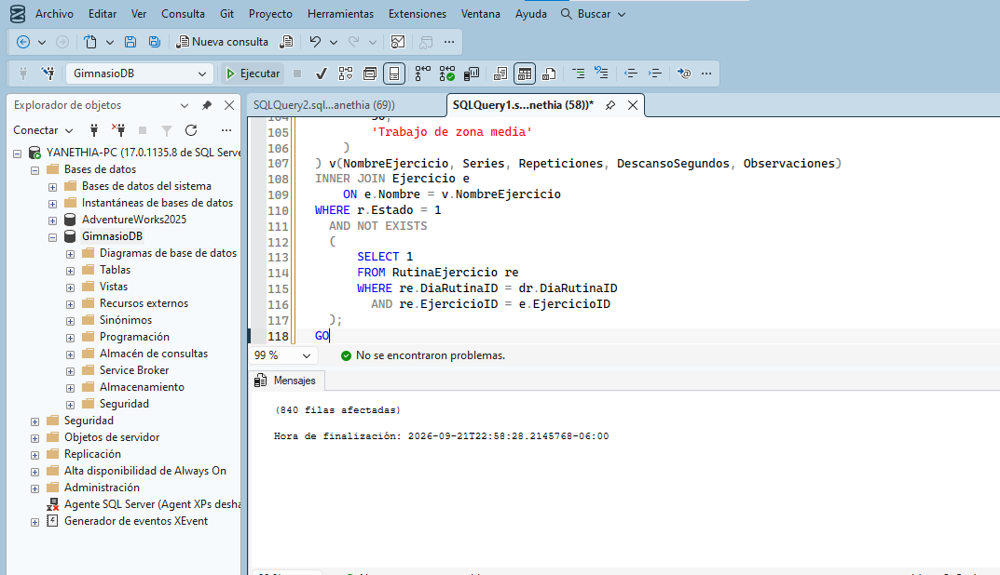 Archivo Editar Ver Consulta Git Proyecto Herramientas Extensiones Ventana Ayuda Buscar
Nueva consulta
GimnasioDB Ejecutar
Explorador de objetos
Conectar
YANETHIA-PC (17.0.1135.8 de SQL Serve
Bases de datos
Bases de datos del sistema
Instantáneas de bases de datos
AdventureWorks2025
GimnasioDB
Diagramas de base de datos
Tablas
Vistas
Recursos externos
Sinónimos
Programación
Almacén de consultas
Service Broker
Almacenamiento
Seguridad
Seguridad
Objetos de servidor
Replicación
Alta disponibilidad de Always On
Administración
Agente SQL Server (Agent XPs desha
Generador de eventos XEvent
SQLQuery2.sql...anethia (69)) SQLQuery1.s...nethia (58))*
105 'Trabajo de zona media'
106 )
107 ) v(NombreEjercicio, Series, Repeticiones, DescansoSegundos, Observaciones)
108 INNER JOIN Ejercicio e
109 ON e.Nombre = v.NombreEjercicio
110 WHERE r.Estado = 1
111 AND NOT EXISTS
112 (
113 SELECT 1
114 FROM RutinaEjercicio re
115 WHERE re.DiaRutinaID = dr.DiaRutinaID
116 AND re.EjercicioID = e.EjercicioID
117 );
118 GO
99 % No se encontraron problemas.
Mensajes
(840 filas afectadas)
Hora de finalización: 2026-09-21T22:58:28.2145768-06:00